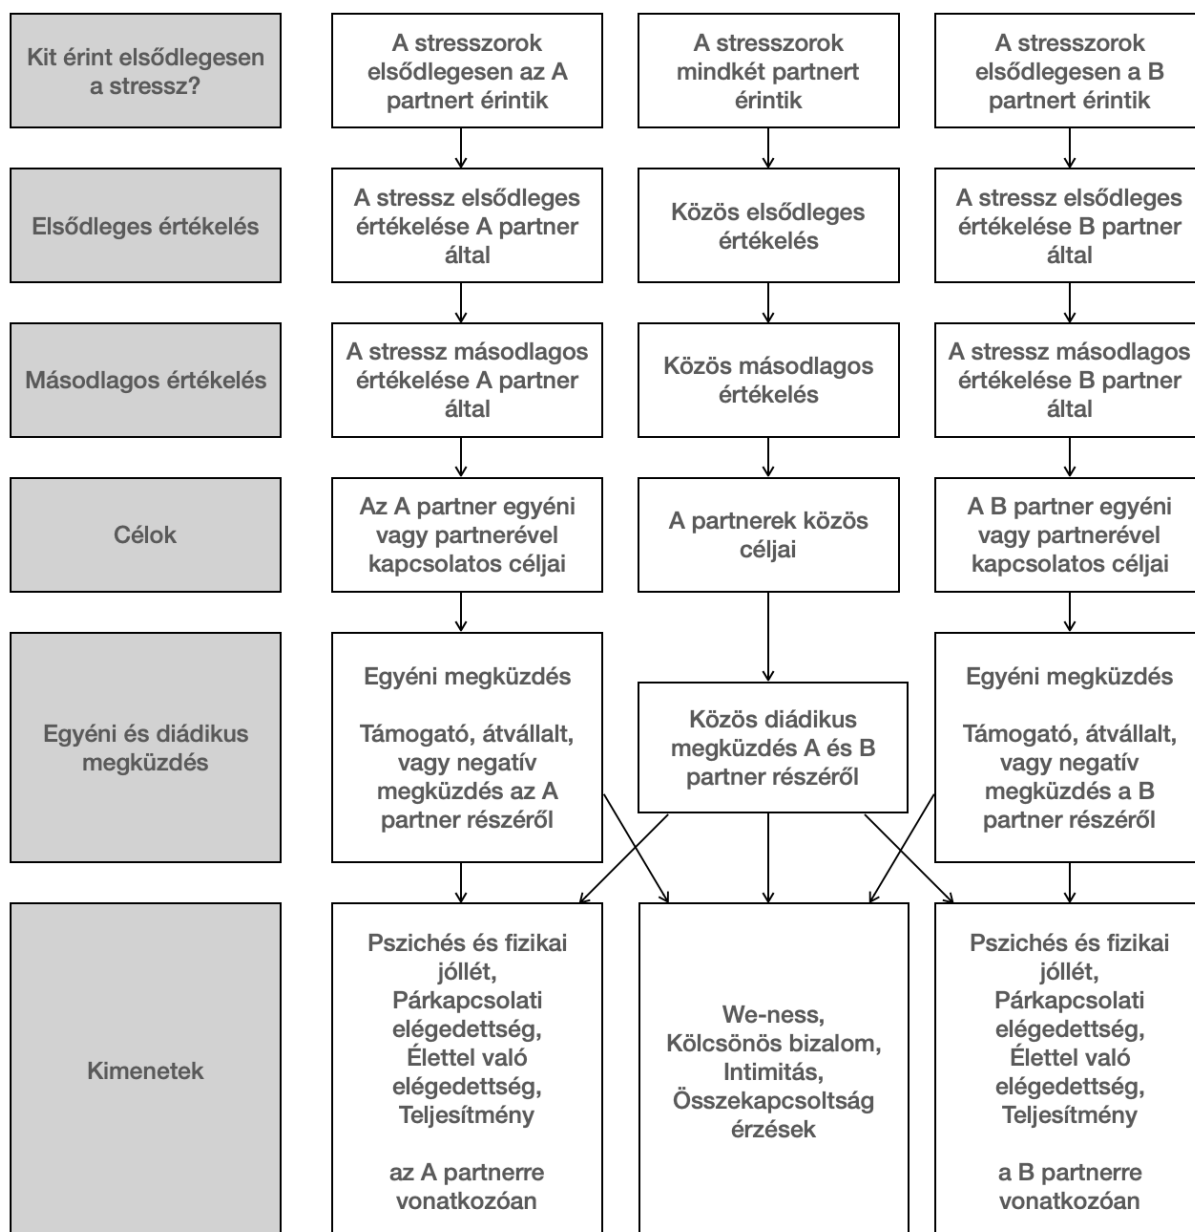 Kit érint elsődlegesen
a stressz?
A stresszorok
elsődlegesen az A
partnert érintik
A stresszorok
mindkét partnert
érintik
A stresszorok
elsődlegesen a B
partnert érintik
Elsődleges értékelés
A stressz elsődleges
értékelése A partner
által
Közös elsődleges
értékelés
A stressz elsődleges
értékelése B partner
által
Másodlagos értékelés
A stressz másodlagos
értékelése A partner
által
Közös másodlagos
értékelés
A stressz másodlagos
értékelése B partner
által
Célok
Az A partner egyéni
vagy partnerével
kapcsolatos céljai
A partnerek közös
céljai
A B partner egyéni
vagy partnerével
kapcsolatos céljai
Egyéni és diádikus
megküzdés
Egyéni megküzdés
Támogató, átvállalt,
vagy negatív
megküzdés az A
partner részéről
Közös diádikus
megküzdés A és B
partner részéről
Egyéni megküzdés
Támogató, átvállalt,
vagy negatív
megküzdés a B
partner részéről
Kimenetek
Pszichés és fizikai
jóllét,
Párkapcsolati
elégedettség,
Élettel való
elégedettség,
Teljesítmény
az A partnerre
vonatkozóan
We-ness,
Kölcsönös bizalom,
Intimitás,
Összekapcsoltság
érzések
Pszichés és fizikai
jóllét,
Párkapcsolati
elégedettség,
Élettel való
elégedettség,
Teljesítmény
a B partnerre
vonatkozóan